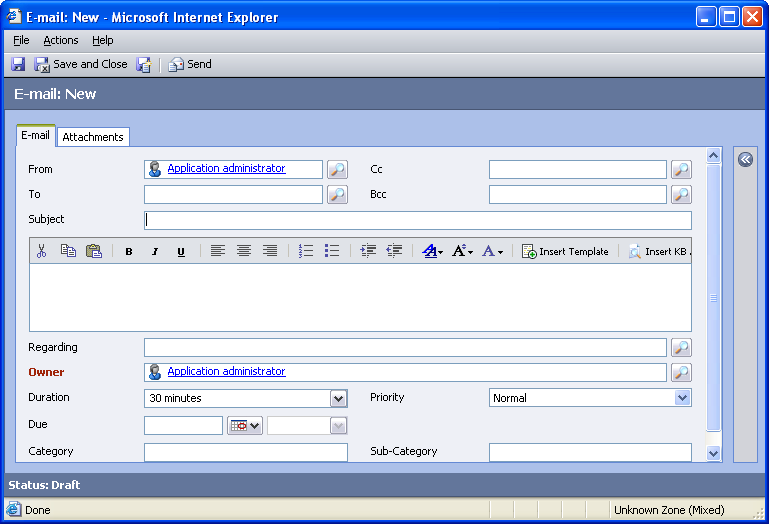 E-mail: New - Microsoft Internet Explorer
File Actions Help
Save and Close Send
E-mail: New
E-mail Attachments
From Application administrator Cc
To Bcc
Subject
B I U A A A Insert Template Insert KB
Regarding
Owner Application administrator
Duration 30 minutes Priority Normal
Due
Category Sub-Category
Status: Draft
Done Unknown Zone (Mixed)